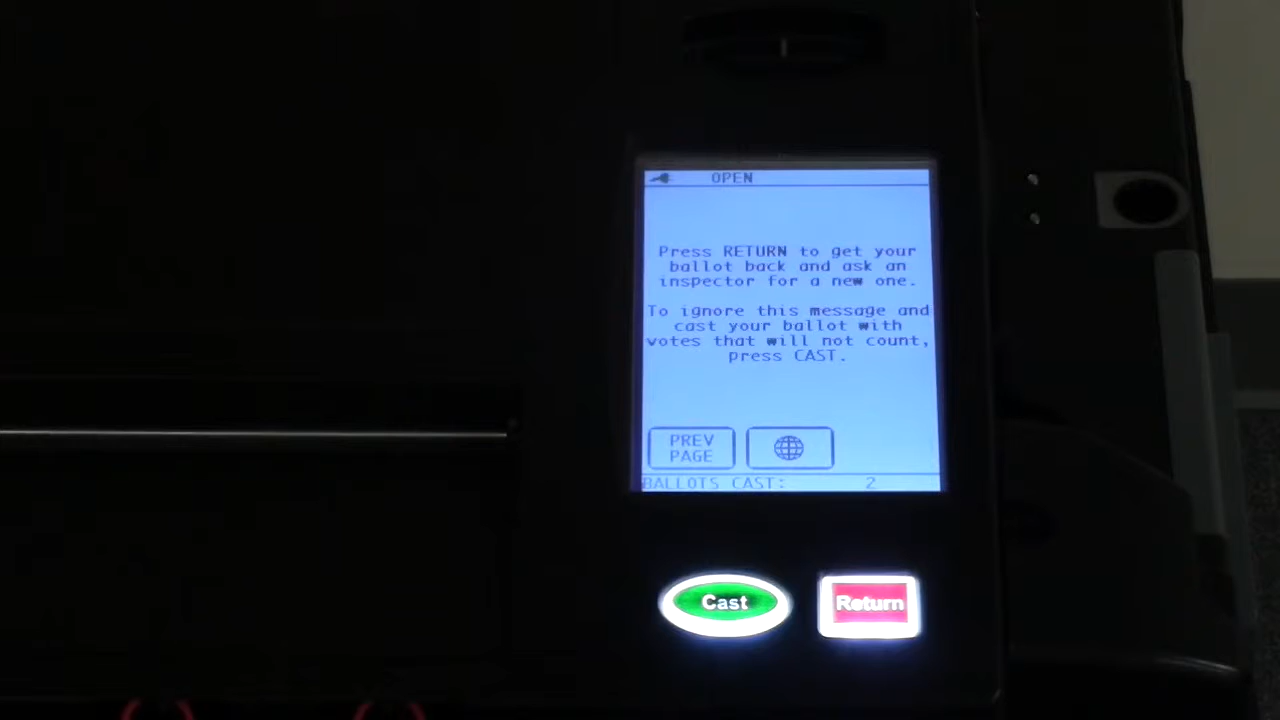 OPEN
Press RETURN to get your
ballot back and ask an
inspector for a new one.
To ignore this message and
cast your ballot with
votes that will not count,
press CAST.
PREV
PAGE
BALLOTS CAST: 2
Cast
Return